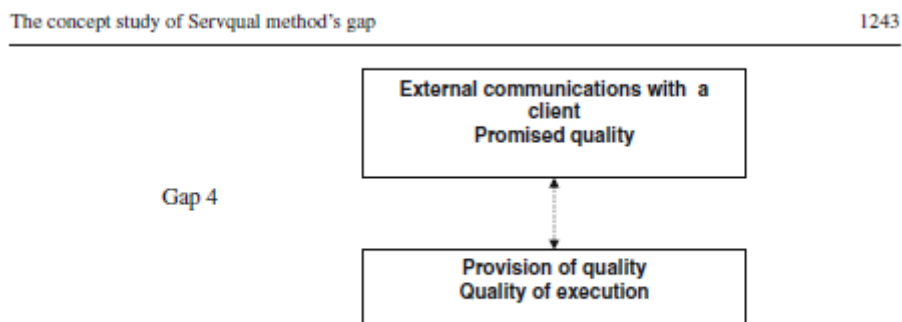 The concept study of Servqual method's gap 1243
External communications with a
client
Promised quality
Gap 4
Provision of quality
Quality of execution